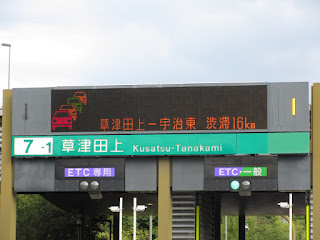 草津田上ー宇治東 渋滞16km
7-1 草津田上 Kusatsu-Tanakami
ETC専用
ETC・一般